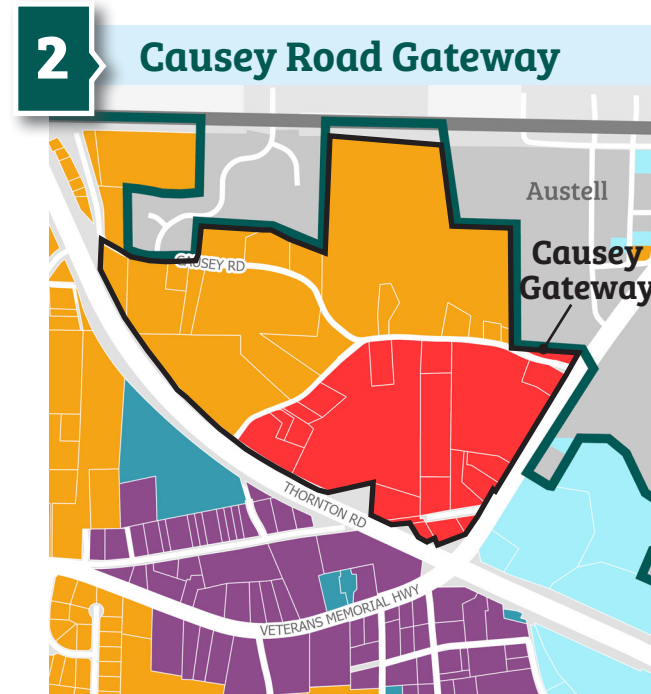 2
Causey Road Gateway
Austell
CAUSEY RD
Causey
Gateway
THORNTON RD
VETERANS MEMORIAL HWY